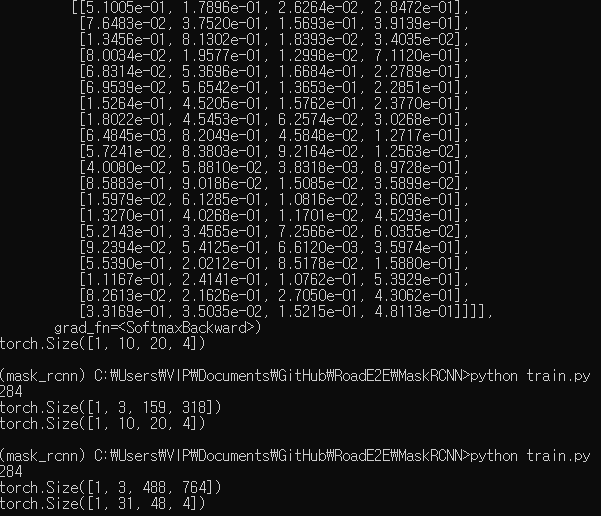 [[5.1005e-01, 1.7896e-01, 2.6264e-02, 2.8472e-01],
[7.6483e-02, 3.7520e-01, 1.5693e-01, 3.9139e-01],
[1.3456e-01, 8.1302e-02, 1.8393e-02, 3.4035e-02],
[8.0034e-02, 1.9577e-01, 1.2998e-02, 7.1120e-01],
[6.8314e-02, 5.3696e-01, 1.6684e-01, 2.2789e-01],
[6.9539e-02, 5.6542e-01, 1.3653e-01, 2.2851e-01],
[1.5264e-01, 4.5205e-01, 1.5762e-01, 2.3770e-01],
[1.8022e-01, 4.5453e-01, 6.2574e-02, 3.0268e-01],
[6.4845e-03, 8.2049e-01, 4.5848e-02, 1.2717e-01],
[5.7241e-02, 8.3803e-01, 9.2164e-02, 1.2563e-02],
[4.0080e-02, 5.8810e-02, 3.8318e-03, 8.9728e-01],
[8.5883e-01, 9.0186e-02, 1.5085e-02, 3.5899e-02],
[1.5979e-02, 6.1285e-01, 1.0816e-02, 3.6036e-01],
[1.3270e-01, 4.0268e-01, 1.1701e-02, 4.5293e-01],
[5.2143e-01, 3.4565e-01, 7.2566e-02, 6.0355e-02],
[9.2394e-02, 5.4125e-01, 6.6120e-03, 3.5974e-01],
[5.5390e-01, 2.0212e-01, 8.5178e-02, 1.5880e-01],
[1.1167e-01, 2.4141e-01, 1.0762e-01, 5.3929e-01],
[8.2613e-02, 2.1626e-01, 2.7050e-01, 4.3062e-01],
[3.3169e-01, 3.5035e-02, 1.5215e-01, 4.8113e-01]]]],
grad_fn=<SoftmaxBackward>)
torch.Size([1, 10, 20, 4])
(mask_rcnn) C:₩Users₩VIP₩Documents₩GitHub₩RoadE2E₩MaskRCNN>python train.py
284
torch.Size([1, 3, 159, 318])
torch.Size([1, 10, 20, 4])
(mask_rcnn) C:₩Users₩VIP₩Documents₩GitHub₩RoadE2E₩MaskRCNN>python train.py
284
torch.Size([1, 3, 488, 764])
torch.Size([1, 31, 48, 4])